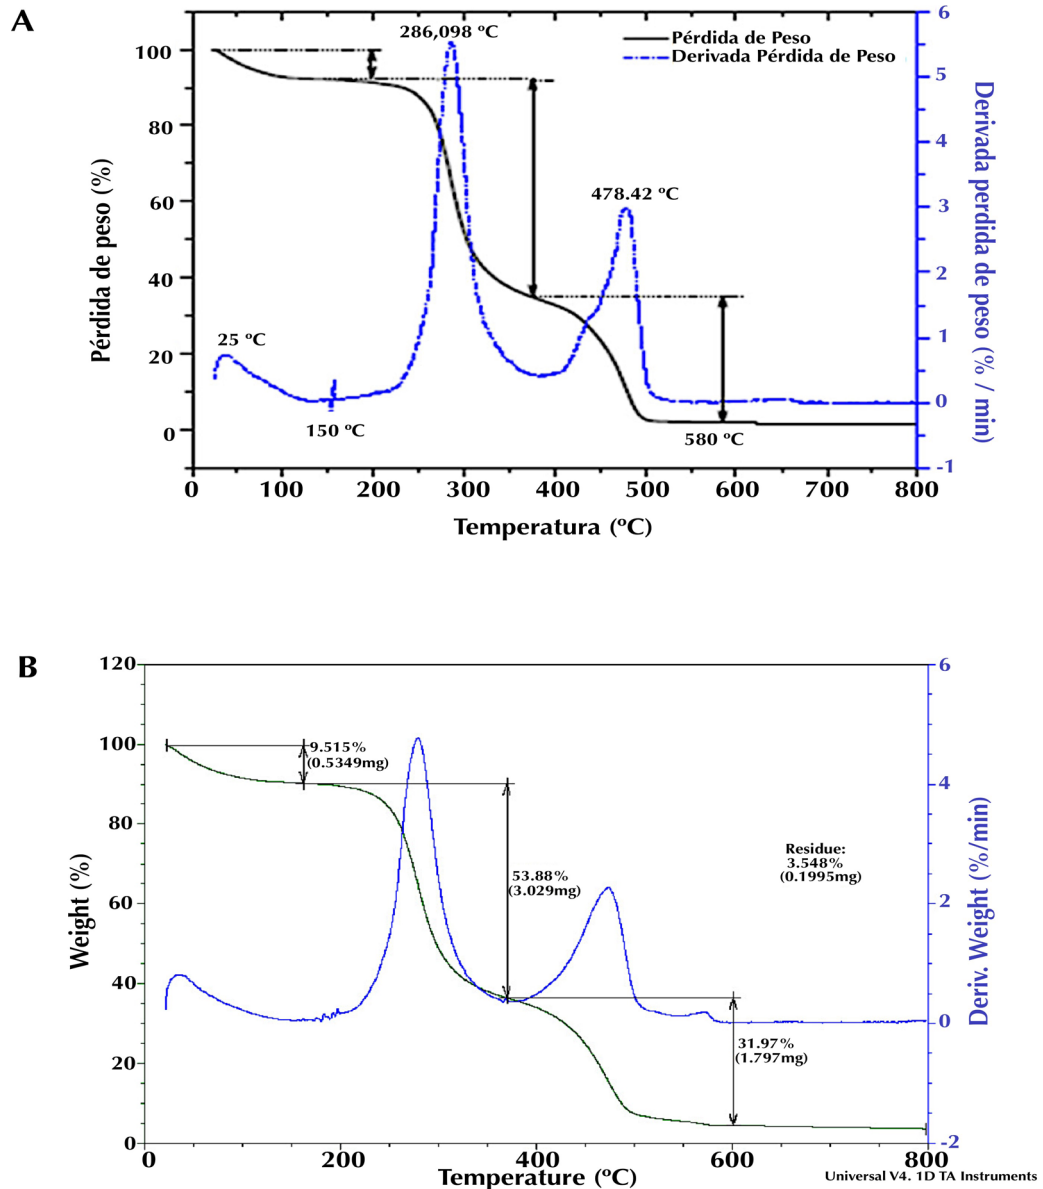 A
286,098 ºC
Pérdida de Peso
Derivada Pérdida de Peso
6
100
5
80
4
478.42 ºC
60
3
40
2
25 ºC
20
1
150 ºC
580 ºC
0
0
-1
Pérdida de peso (%)
Derivada perdida de peso (% / min)
0 100 200 300 400 500 600 700 800
Temperatura (ºC)
B
120
6
100
9.515%
(0.5349mg)
80
4
53.88%
(3.029mg)
Residue:
3.548%
(0.1995mg)
60
2
40
0
31.97%
(1.797mg)
20
0
-2
Weight (%)
Deriv. Weight (%/min)
0 200 400 600 800
Temperature (ºC)
Universal V4. 1D TA Instruments